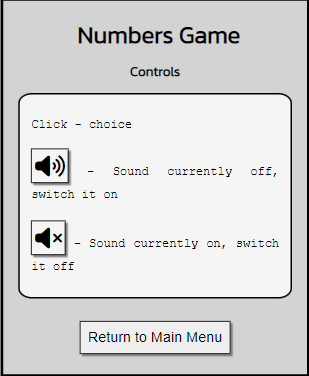 Numbers Game
Controls
Click - choice
- Sound currently off,
switch it on
- Sound currently on, switch
it off
Return to Main Menu